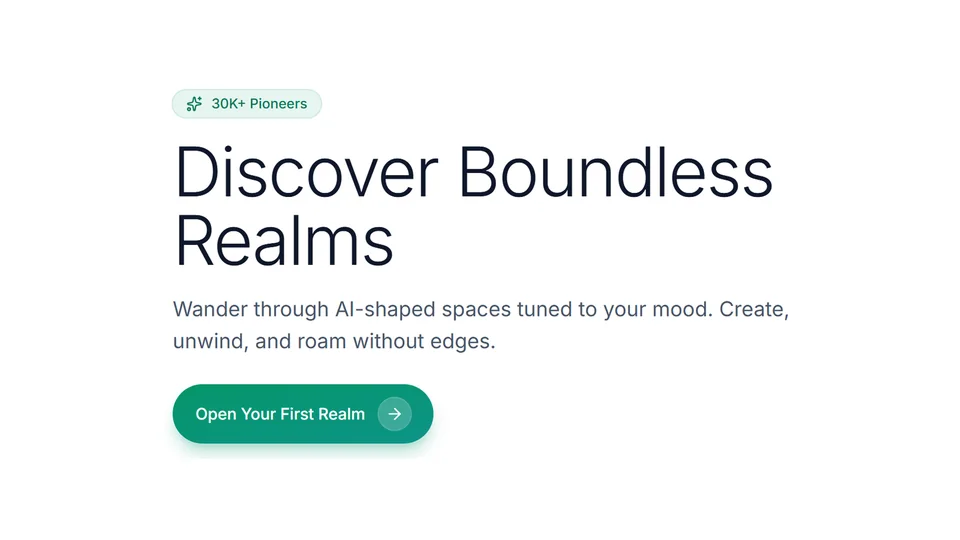 30K+ Pioneers
Discover Boundless
Realms
Wander through AI-shaped spaces tuned to your mood. Create,
unwind, and roam without edges.
Open Your First Realm